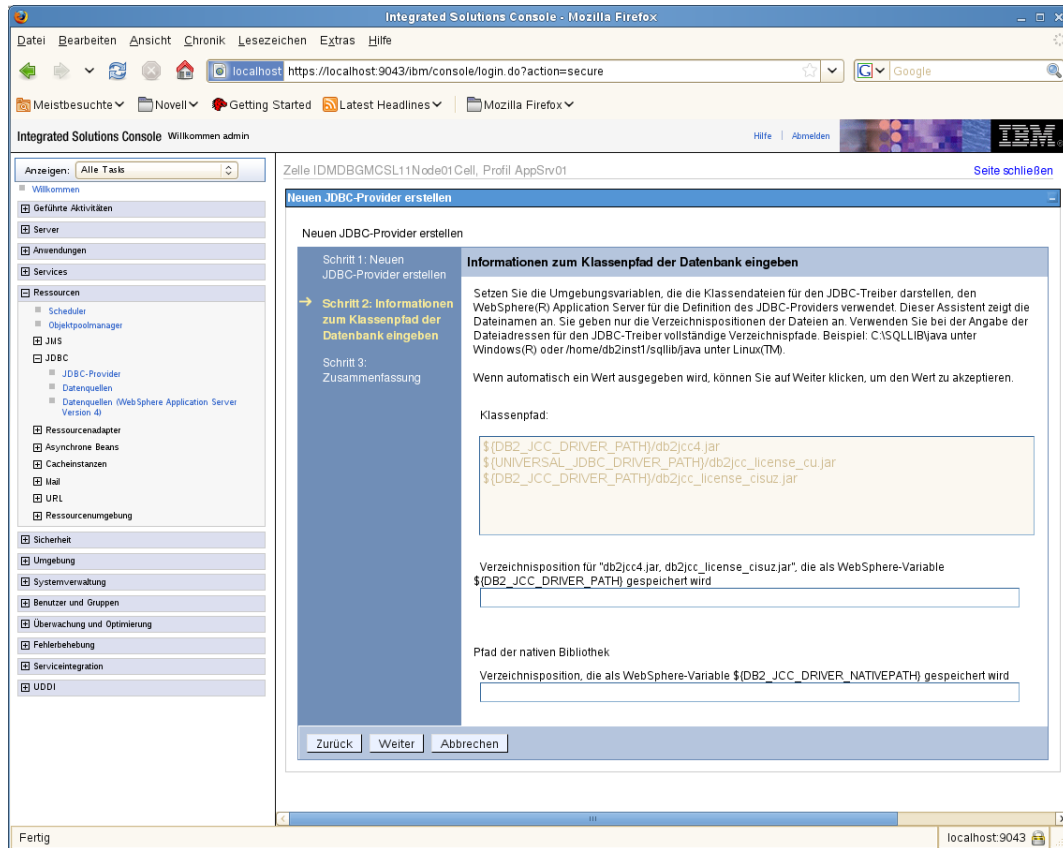 Integrated Solutions Console - Mozilla Firefox
Datei Bearbeiten Ansicht Chronik Lesezeichen Extras Hilfe
localhost https://localhost:9043/ibm/console/login.do?action=secure
Google
Meistbesuchte Novell Getting Started Latest Headlines Mozilla Firefox
Integrated Solutions Console Willkommen admin
Hilfe Abmelden
IBM
Anzeigen: Alle Tasks
Willkommen
Geführte Aktivitäten
Server
Anwendungen
Services
Ressourcen
Scheduler
Objektpoolmanager
JMS
JDBC
JDBC-Provider
Datenquellen
Datenquellen (WebSphere Application Server
Version 4)
Ressourcenadapter
Asynchrone Beans
Cacheinstanzen
Mail
URL
Ressourcenumgebung
Sicherheit
Umgebung
Systemverwaltung
Benutzer und Gruppen
Überwachung und Optimierung
Fehlerbehebung
Serviceintegration
UDDI
Zelle IDMDBGMCSL11Node01Cell, Profil AppSrv01
Seite schließen
Neuen JDBC-Provider erstellen
Neuen JDBC-Provider erstellen
Schritt 1: Neuen
JDBC-Provider erstellen
Schritt 2: Informationen
zum Klassenpfad der
Datenbank eingeben
Schritt 3:
Zusammenfassung
Informationen zum Klassenpfad der Datenbank eingeben
Setzen Sie die Umgebungsvariablen, die die Klassendateien für den JDBC-Treiber darstellen, den
WebSphere(R) Application Server für die Definition des JDBC-Providers verwendet. Dieser Assistent zeigt die
Dateinamen an. Sie geben nur die Verzeichnispositionen der Dateien an. Verwenden Sie bei der Angabe der
Dateiadressen für den JDBC-Treiber vollständige Verzeichnispfade. Beispiel: C:\SQLLIB\java unter
Windows(R) oder /home/db2inst1/sqllib/java unter Linux(TM).
Wenn automatisch ein Wert ausgegeben wird, können Sie auf Weiter klicken, um den Wert zu akzeptieren.
Klassenpfad:
${DB2_JCC_DRIVER_PATH}/db2jcc4.jar
${UNIVERSAL_JDBC_DRIVER_PATH}/db2jcc_license_cu.jar
${DB2_JCC_DRIVER_PATH}/db2jcc_license_cisuz.jar
Verzeichnisposition für "db2jcc4.jar, db2jcc_license_cisuz.jar", die als WebSphere-Variable
${DB2_JCC_DRIVER_PATH} gespeichert wird
Pfad der nativen Bibliothek
Verzeichnisposition, die als WebSphere-Variable ${DB2_JCC_DRIVER_NATIVEPATH} gespeichert wird
Zurück Weiter Abbrechen
Fertig
localhost:9043